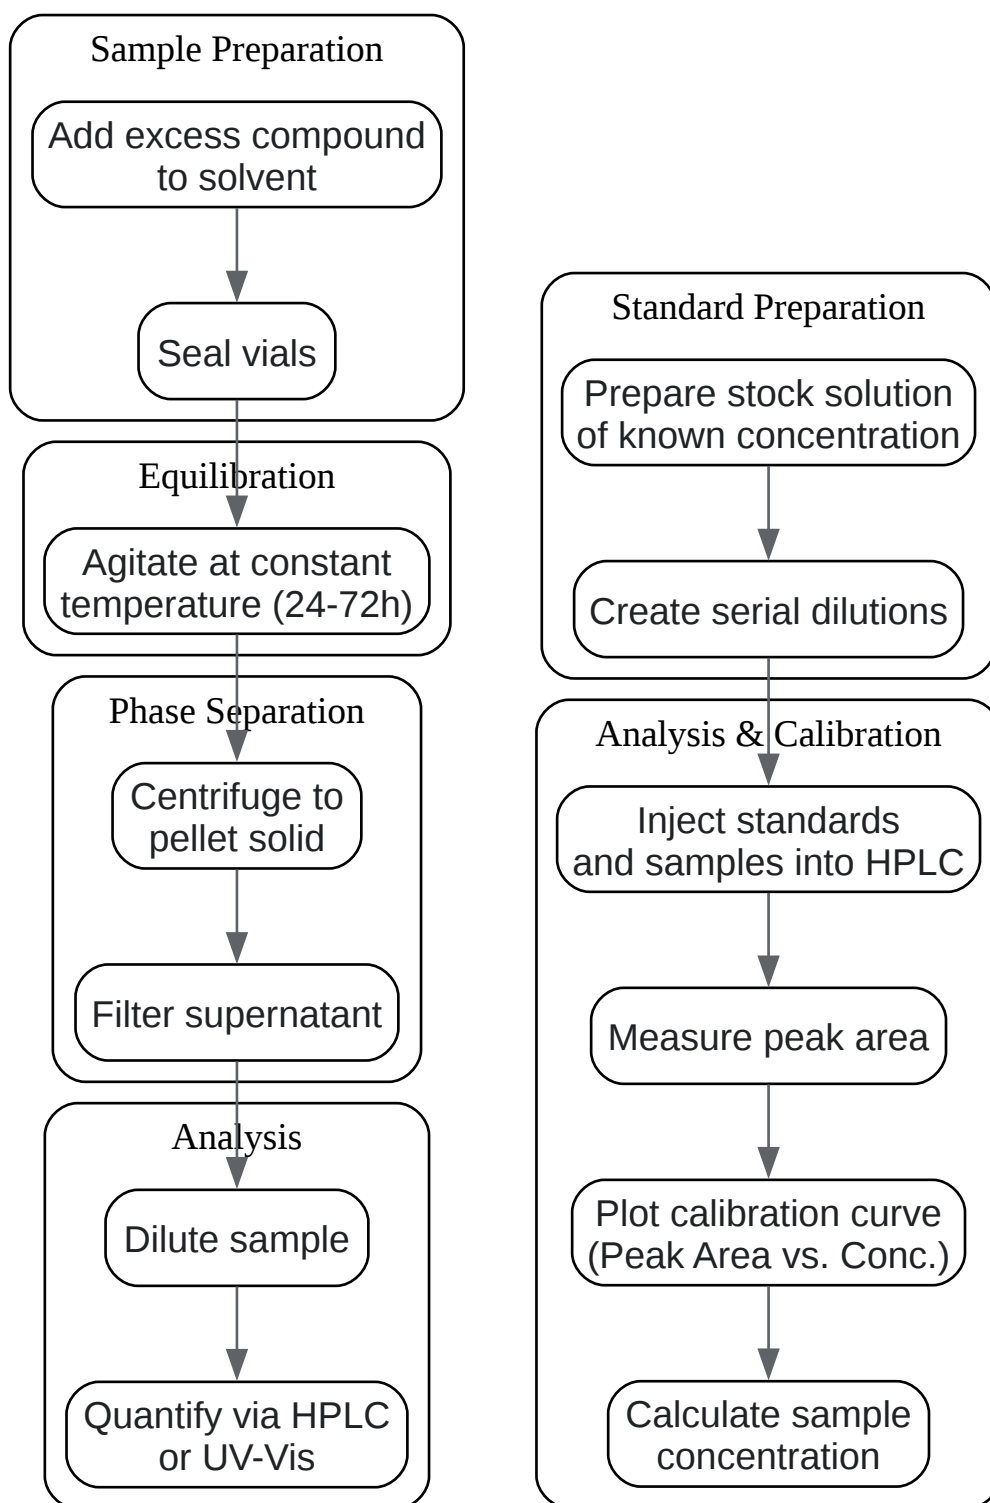 Sample Preparation
Add excess compound
to solvent
Seal vials
Equilibration
Agitate at constant
temperature (24-72h)
Phase Separation
Centrifuge to
pellet solid
Filter supernatant
Analysis
Dilute sample
Quantify via HPLC
or UV-Vis
Standard Preparation
Prepare stock solution
of known concentration
Create serial dilutions
Analysis & Calibration
Inject standards
and samples into HPLC
Measure peak area
Plot calibration curve
(Peak Area vs. Conc.)
Calculate sample
concentration